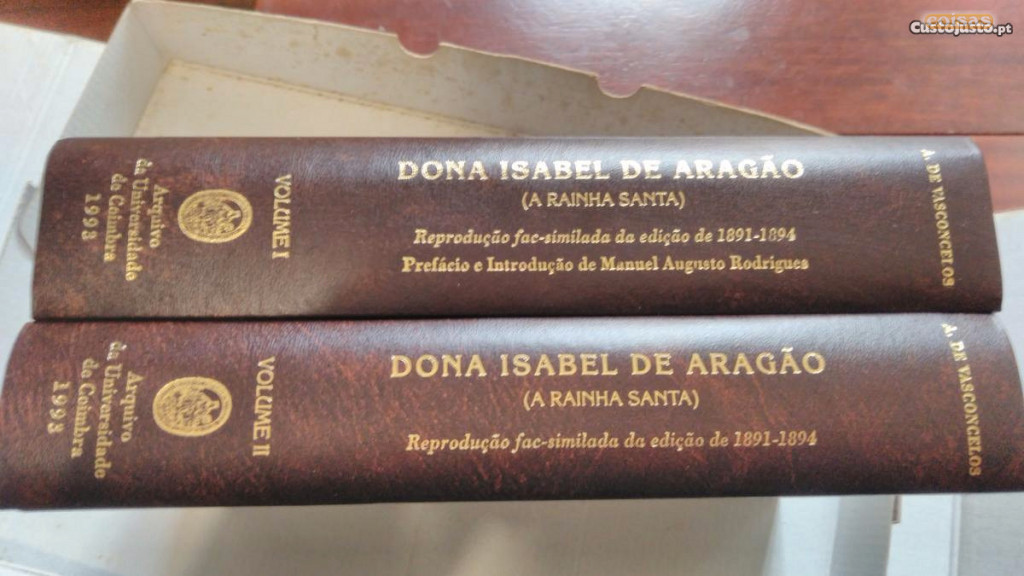 coisas
CustoJusto.pt
A. DE VASCONCELOS
DONA ISABEL DE ARAGÃO
(A RAINHA SANTA)
Reprodução fac-similada da edição de 1891-1894
Prefácio e Introdução de Manuel Augusto Rodrigues
VOLUME I
Arquivo
da Universidade
de Coimbra
1993
A. DE VASCONCELOS
DONA ISABEL DE ARAGÃO
(A RAINHA SANTA)
Reprodução fac-similada da edição de 1891-1894
VOLUME II
Arquivo
da Universidade
de Coimbra
1993